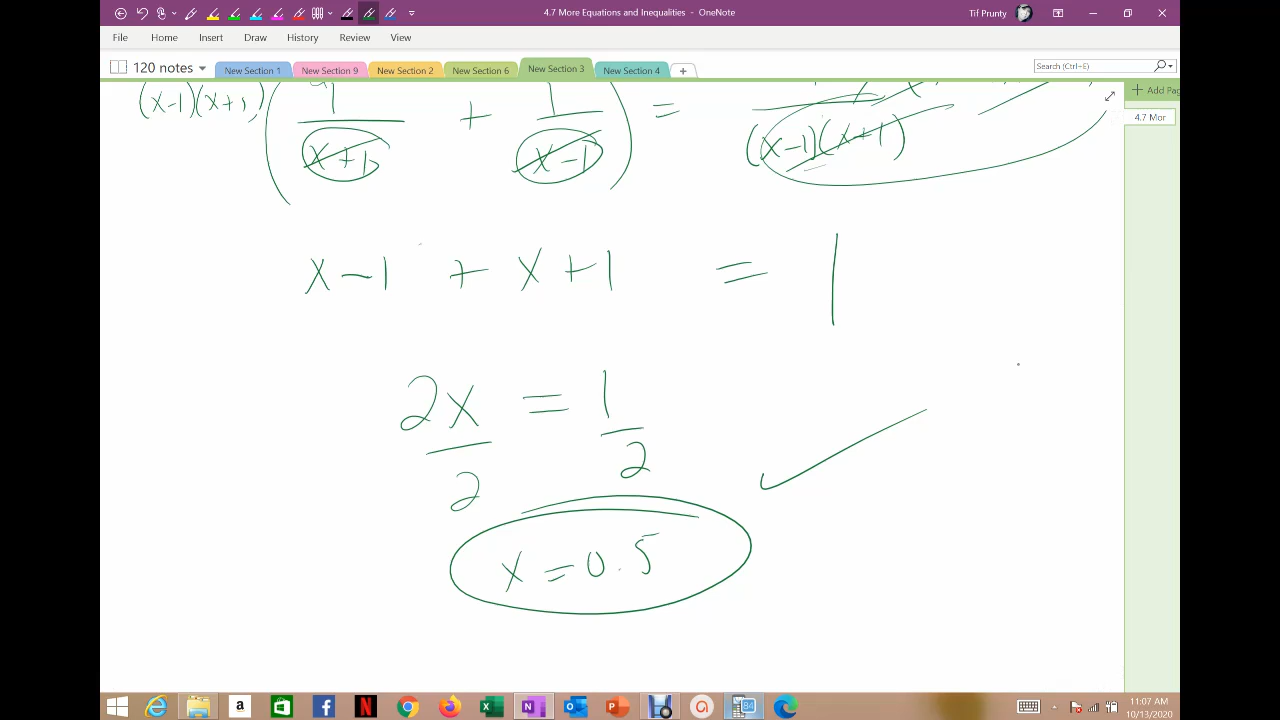 4.7 More Equations and Inequalities - OneNote
Tif Prunty
File Home Insert Draw History Review View
120 notes
New Section 1 New Section 9 New Section 2 New Section 6 New Section 3 New Section 4
Search (Ctrl+E)
Add Pag
4.7 Mor
(x-1)(x+1) ( 1/(x+1) + 1/(x-1) ) =
(x-1)(x+1)
x-1 + x+1 = 1
2x = 1
2 2
x = 0.5
84
11:07 AM
10/13/2020